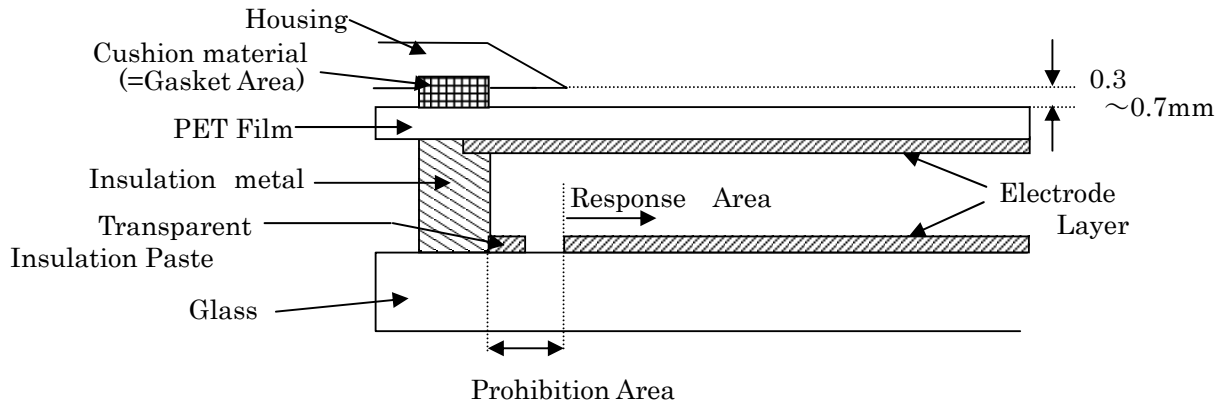 Housing
Cushion material
(=Gasket Area)
0.3
～0.7mm
PET Film
Insulation metal
Response Area
Electrode
Layer
Transparent
Insulation Paste
Glass
Prohibition Area